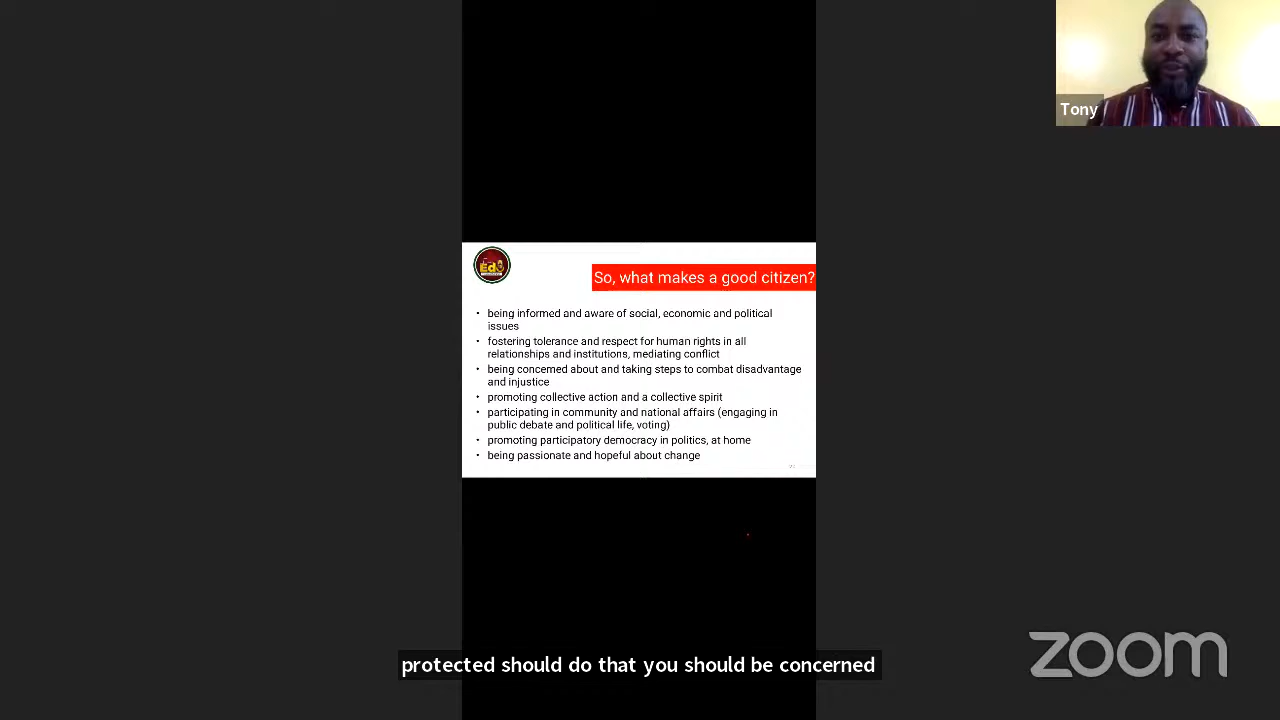 Tony
Ed
So, what makes a good citizen?
• being informed and aware of social, economic and political
issues
• fostering tolerance and respect for human rights in all
relationships and institutions, mediating conflict
• being concerned about and taking steps to combat disadvantage
and injustice
• promoting collective action and a collective spirit
• participating in community and national affairs (engaging in
public debate and political life, voting)
• promoting participatory democracy in politics, at home
• being passionate and hopeful about change
protected should do that you should be concerned
zoom